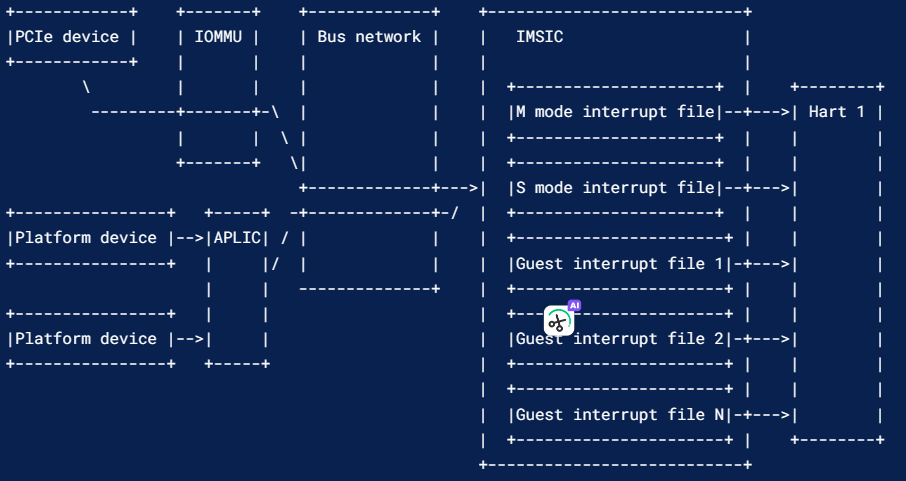 PCIe device IOMMU Bus network IMSIC
M mode interrupt file Hart 1
S mode interrupt file
Platform device APLIC
Guest interrupt file 1
AI
Platform device Guest interrupt file 2
Guest interrupt file N